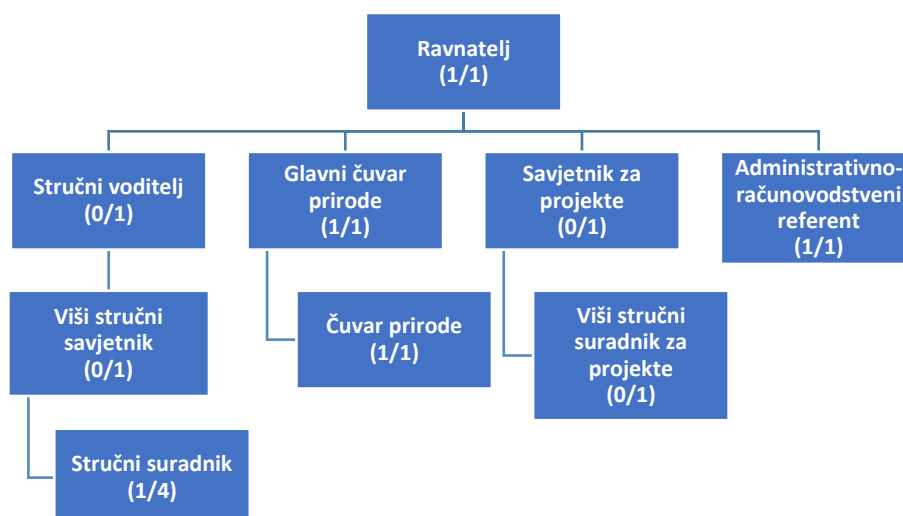 Ravnatelj
(1/1)
Stručni voditelj
(0/1)
Glavni čuvar
prirode
(1/1)
Savjetnik za
projekte
(0/1)
Administrativno-
računovodstveni
referent
(1/1)
Viši stručni
savjetnik
(0/1)
Čuvar prirode
(1/1)
Viši stručni
suradnik za
projekte
(0/1)
Stručni suradnik
(1/4)